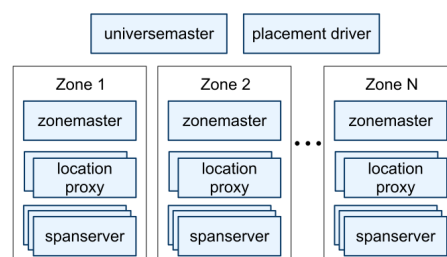 universemaster
placement driver
Zone 1
zonemaster
location
proxy
spanserver
Zone 2
zonemaster
location
proxy
spanserver
...
Zone N
zonemaster
location
proxy
spanserver